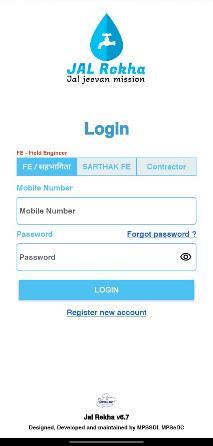 JAL Rekha
Jal jeevan mission
Login
FE - Field Engineer
FE / सहभागिता
SARTHAK FE
Contractor
Mobile Number
Mobile Number
Password
Forgot password ?
Password
LOGIN
Register new account
Jal Rekha v6.7
Designed, Developed and maintained by MPSSDI, MPSeDC